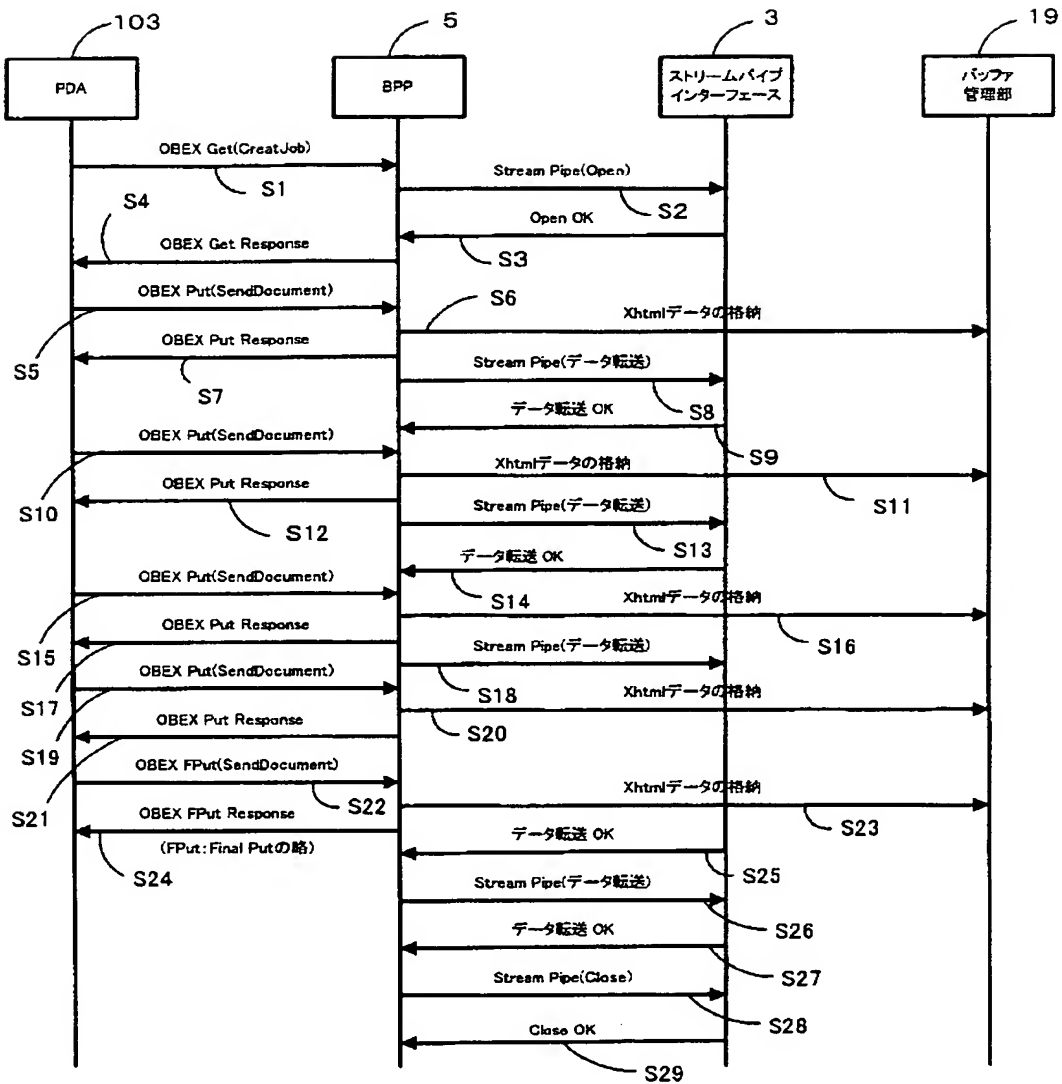 103
5
3
19
PDA
BPP
ストリームパイプ
インターフェース
バッファ
管理部
OBEX Get(CreatJob)
S1
Stream Pipe(Open)
S2
S4
Open OK
S3
OBEX Get Response
OBEX Put(SendDocument)
S5
S6
Xhtmlデータの格納
OBEX Put Response
S7
Stream Pipe(データ転送)
S8
データ転送 OK
S9
OBEX Put(SendDocument)
S10
Xhtmlデータの格納
S11
OBEX Put Response
S12
Stream Pipe(データ転送)
S13
データ転送 OK
S14
OBEX Put(SendDocument)
S15
Xhtmlデータの格納
S16
OBEX Put Response
S17
Stream Pipe(データ転送)
S18
OBEX Put(SendDocument)
S19
Xhtmlデータの格納
S20
OBEX Put Response
S21
OBEX FPut(SendDocument)
S22
Xhtmlデータの格納
S23
OBEX FPut Response
(FPut:Final Putの略)
S24
データ転送 OK
S25
Stream Pipe(データ転送)
S26
データ転送 OK
S27
Stream Pipe(Close)
S28
Close OK
S29